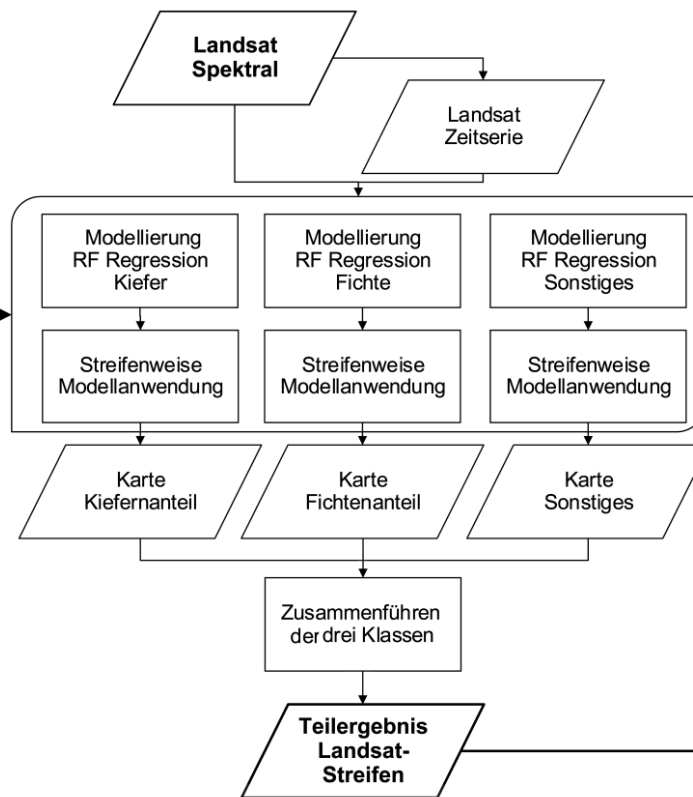 Landsat
Spektral
Landsat
Zeitserie
Modellierung
RF Regression
Kiefer
Modellierung
RF Regression
Fichte
Modellierung
RF Regression
Sonstiges
Streifenweise
Modellanwendung
Streifenweise
Modellanwendung
Streifenweise
Modellanwendung
Karte
Kiefernanteil
Karte
Fichtenanteil
Karte
Sonstiges
Zusammenführen
der drei Klassen
Teilergebnis
Landsat-
Streifen